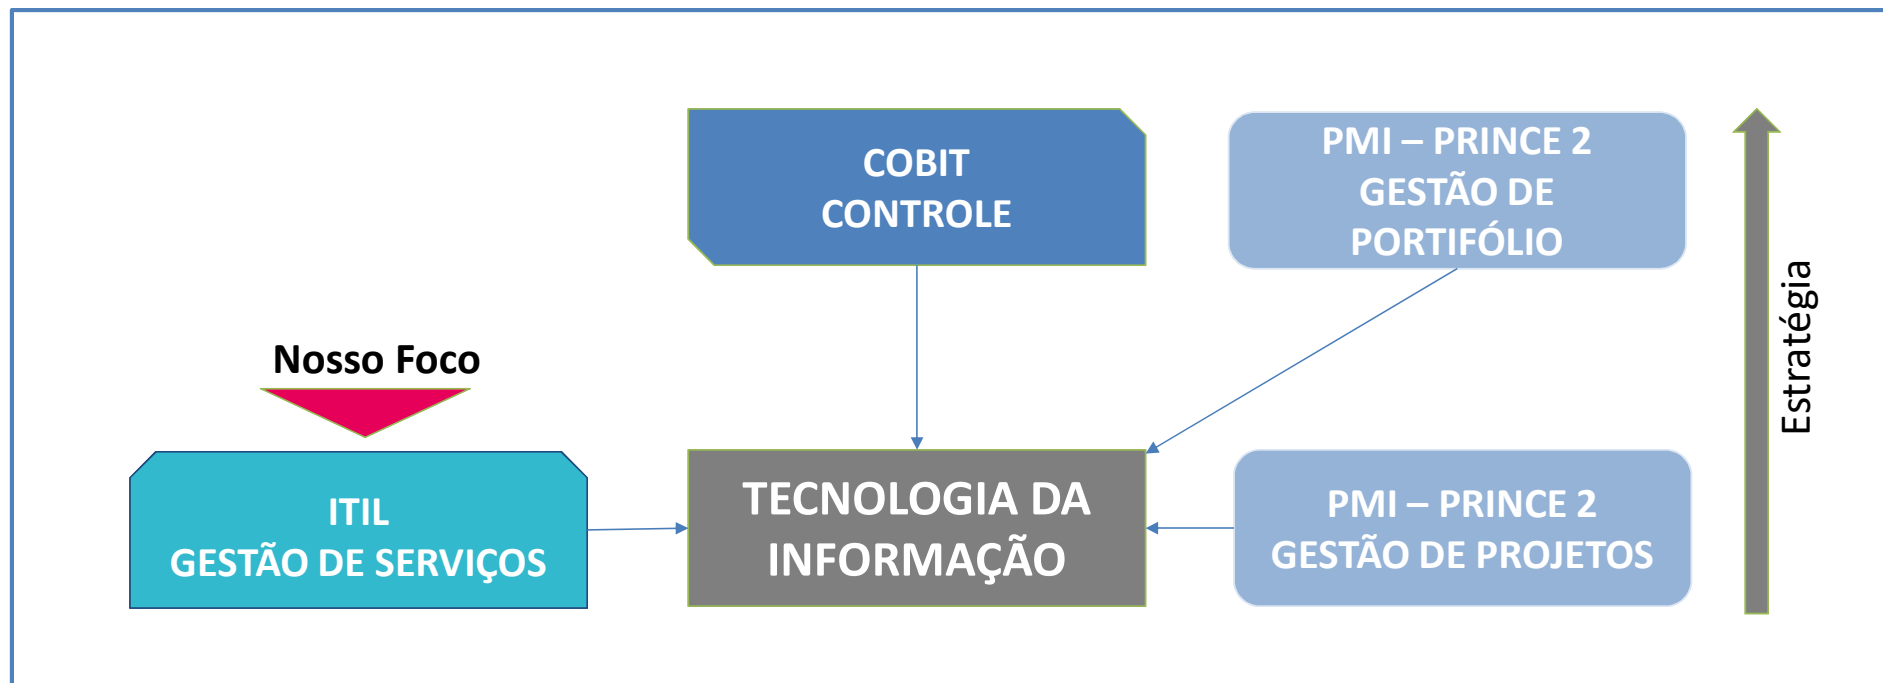 COBIT
CONTROLE
PMI – PRINCE 2
GESTÃO DE
PORTIFÓLIO
Estratégia
Nosso Foco
ITIL
GESTÃO DE SERVIÇOS
TECNOLOGIA DA
INFORMAÇÃO
PMI – PRINCE 2
GESTÃO DE PROJETOS